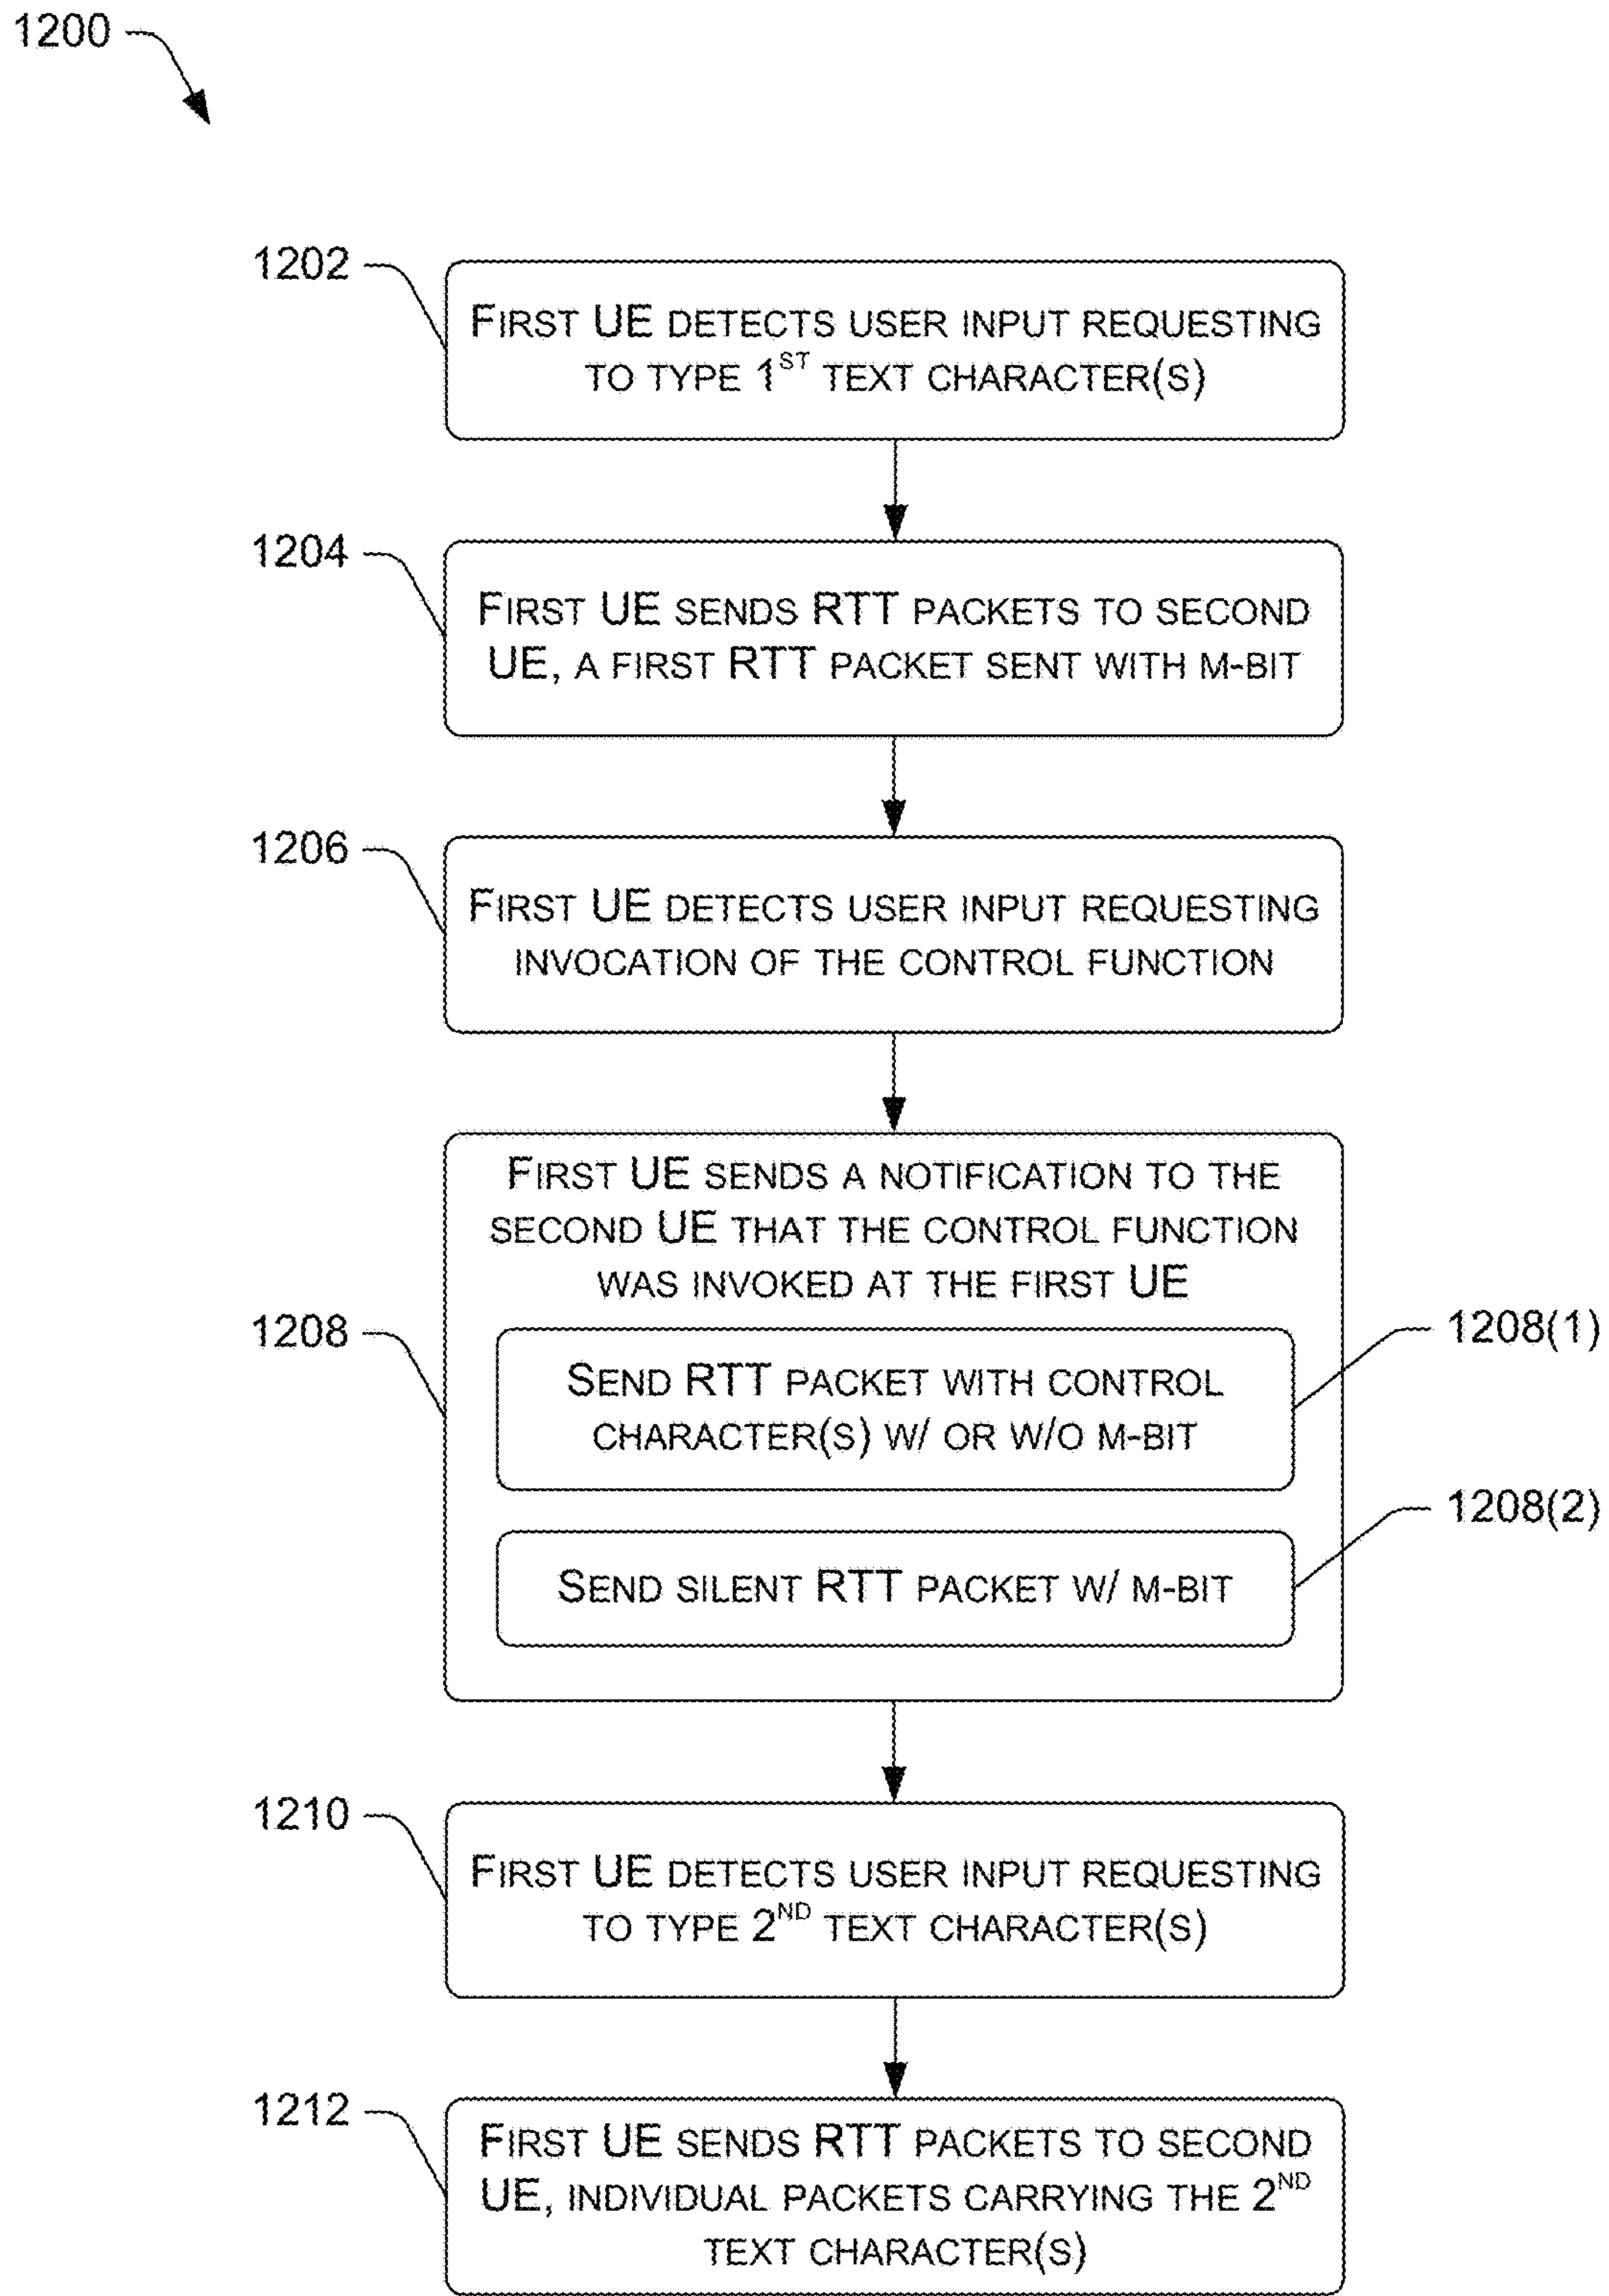 1200
1202
FIRST UE DETECTS USER INPUT REQUESTING
TO TYPE 1ST TEXT CHARACTER(S)
1204
FIRST UE SENDS RTT PACKETS TO SECOND
UE, A FIRST RTT PACKET SENT WITH M-BIT
1206
FIRST UE DETECTS USER INPUT REQUESTING
INVOCATION OF THE CONTROL FUNCTION
FIRST UE SENDS A NOTIFICATION TO THE
SECOND UE THAT THE CONTROL FUNCTION
WAS INVOKED AT THE FIRST UE
1208
1208(1)
SEND RTT PACKET WITH CONTROL
CHARACTER(S) W/ OR W/O M-BIT
1208(2)
SEND SILENT RTT PACKET W/ M-BIT
1210
FIRST UE DETECTS USER INPUT REQUESTING
TO TYPE 2ND TEXT CHARACTER(S)
1212
FIRST UE SENDS RTT PACKETS TO SECOND
UE, INDIVIDUAL PACKETS CARRYING THE 2ND
TEXT CHARACTER(S)